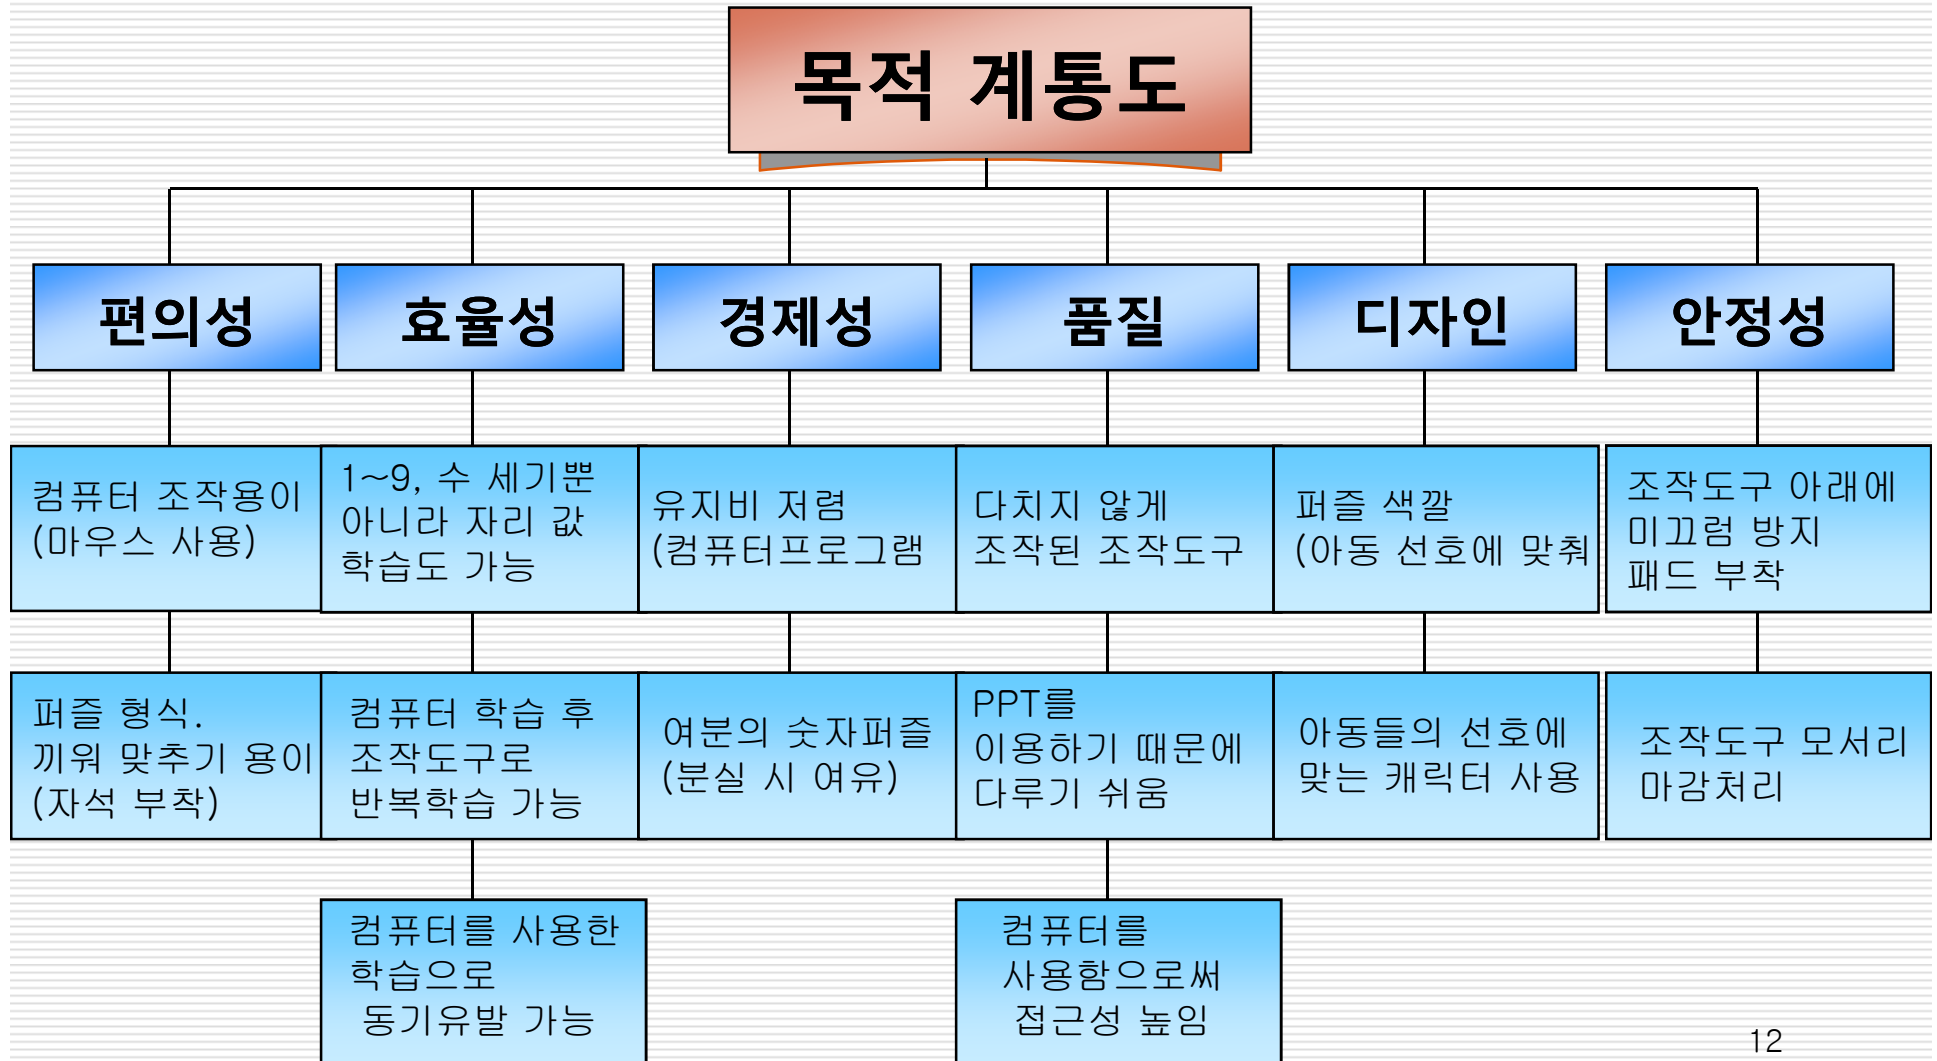 목적 계통도
편의성
효율성
경제성
품질
디자인
안정성
컴퓨터 조작용이
(마우스 사용)
1~9, 수 세기뿐
아니라 자리 값
학습도 가능
유지비 저렴
(컴퓨터프로그램
다치지 않게
조작된 조작도구
퍼즐 색깔
(아동 선호에 맞춰
조작도구 아래에
미끄럼 방지
패드 부착
퍼즐 형식.
끼워 맞추기 용이
(자석 부착)
컴퓨터 학습 후
조작도구로
반복학습 가능
여분의 숫자퍼즐
(분실 시 여유)
PPT를
이용하기 때문에
다루기 쉬움
아동들의 선호에
맞는 캐릭터 사용
조작도구 모서리
마감처리
컴퓨터를 사용한
학습으로
동기유발 가능
컴퓨터를
사용함으로써
접근성 높임
12